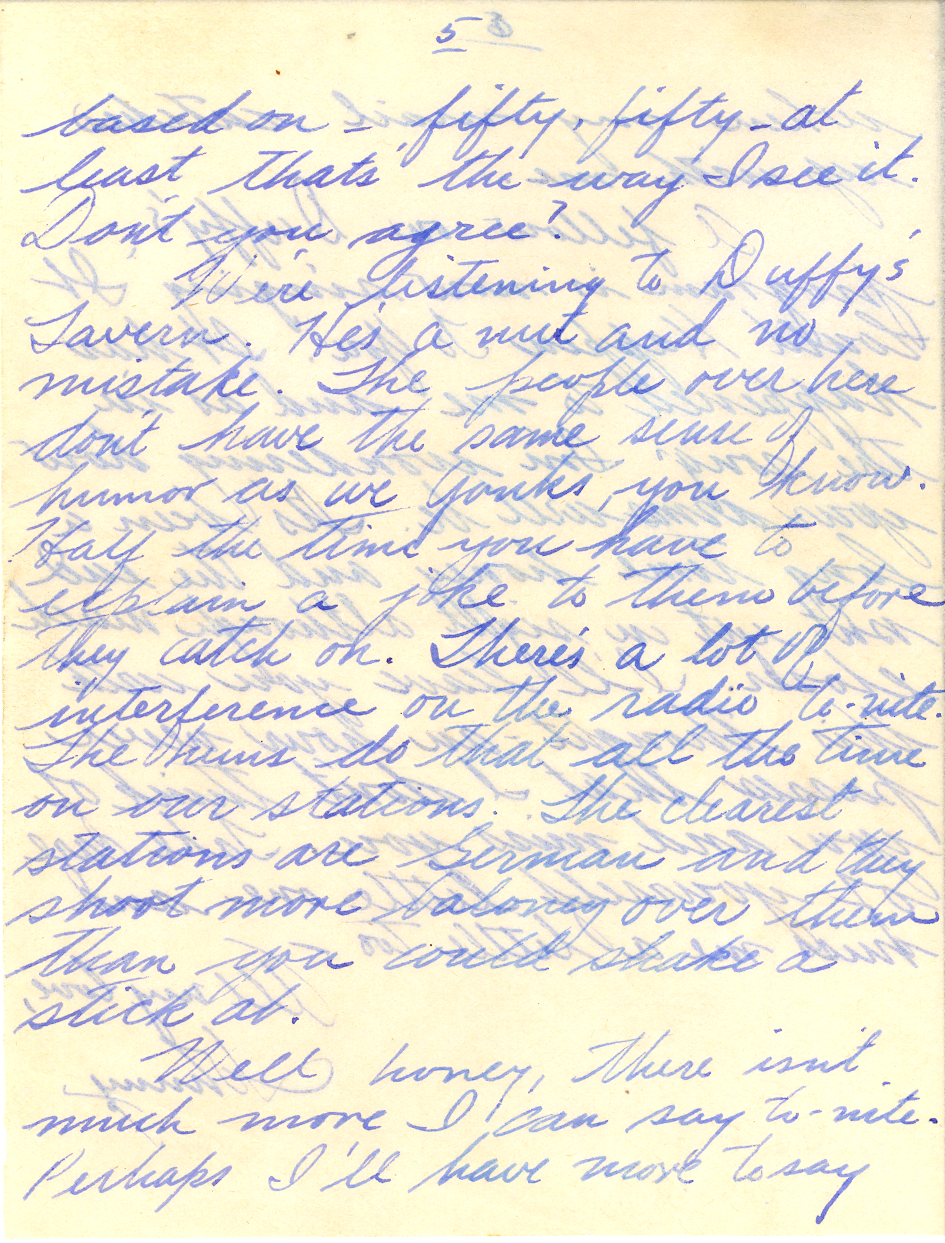 5
based on - fifty, fifty - at
least thats' the way I see it.
Don't you agree?
We're listening to Duffy's
Tavern. He's a nut and no
mistake. The people over here
don't have the same sense of
humor as we Yanks, you know.
Half the time you have to
explain a joke to them before
they catch on. There's a lot of
interference on the radio to-nite.
The Huns do that all the time
on our stations. The clearest
stations are German and they
shoot more baloney over them
than you could shake a
stick at.
Well honey, there isn't
much more I can say to-nite.
Perhaps I'll have more to say